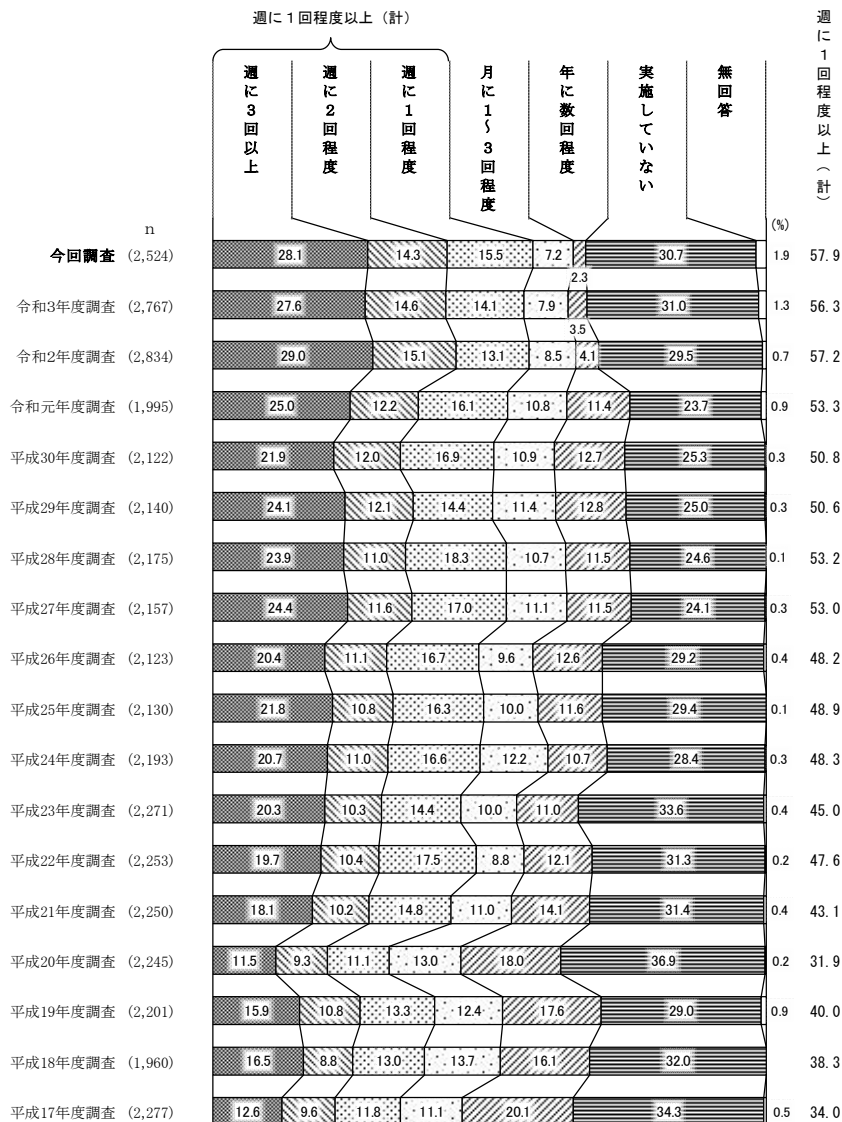 週に１回程度以上（計）
週に１回程度以上（計）
週に３回以上
週に２回程度
週に１回程度
月に１～３回程度
年に数回程度
実施していない
無回答
n
(%)
今回調査 (2,524) 28.1 14.3 15.5 7.2 2.3 30.7 1.9 57.9
令和3年度調査 (2,767) 27.6 14.6 14.1 7.9 3.5 31.0 1.3 56.3
令和2年度調査 (2,834) 29.0 15.1 13.1 8.5 4.1 29.5 0.7 57.2
令和元年度調査 (1,995) 25.0 12.2 16.1 10.8 11.4 23.7 0.9 53.3
平成30年度調査 (2,122) 21.9 12.0 16.9 10.9 12.7 25.3 0.3 50.8
平成29年度調査 (2,140) 24.1 12.1 14.4 11.4 12.8 25.0 0.3 50.6
平成28年度調査 (2,175) 23.9 11.0 18.3 10.7 11.5 24.6 0.1 53.2
平成27年度調査 (2,157) 24.4 11.6 17.0 11.1 11.5 24.1 0.3 53.0
平成26年度調査 (2,123) 20.4 11.1 16.7 9.6 12.6 29.2 0.4 48.2
平成25年度調査 (2,130) 21.8 10.8 16.3 10.0 11.6 29.4 0.1 48.9
平成24年度調査 (2,193) 20.7 11.0 16.6 12.2 10.7 28.4 0.3 48.3
平成23年度調査 (2,271) 20.3 10.3 14.4 10.0 11.0 33.6 0.4 45.0
平成22年度調査 (2,253) 19.7 10.4 17.5 8.8 12.1 31.3 0.2 47.6
平成21年度調査 (2,250) 18.1 10.2 14.8 11.0 14.1 31.4 0.4 43.1
平成20年度調査 (2,245) 11.5 9.3 11.1 13.0 18.0 36.9 0.2 31.9
平成19年度調査 (2,201) 15.9 10.8 13.3 12.4 17.6 29.0 0.9 40.0
平成18年度調査 (1,960) 16.5 8.8 13.0 13.7 16.1 32.0 38.3
平成17年度調査 (2,277) 12.6 9.6 11.8 11.1 20.1 34.3 0.5 34.0